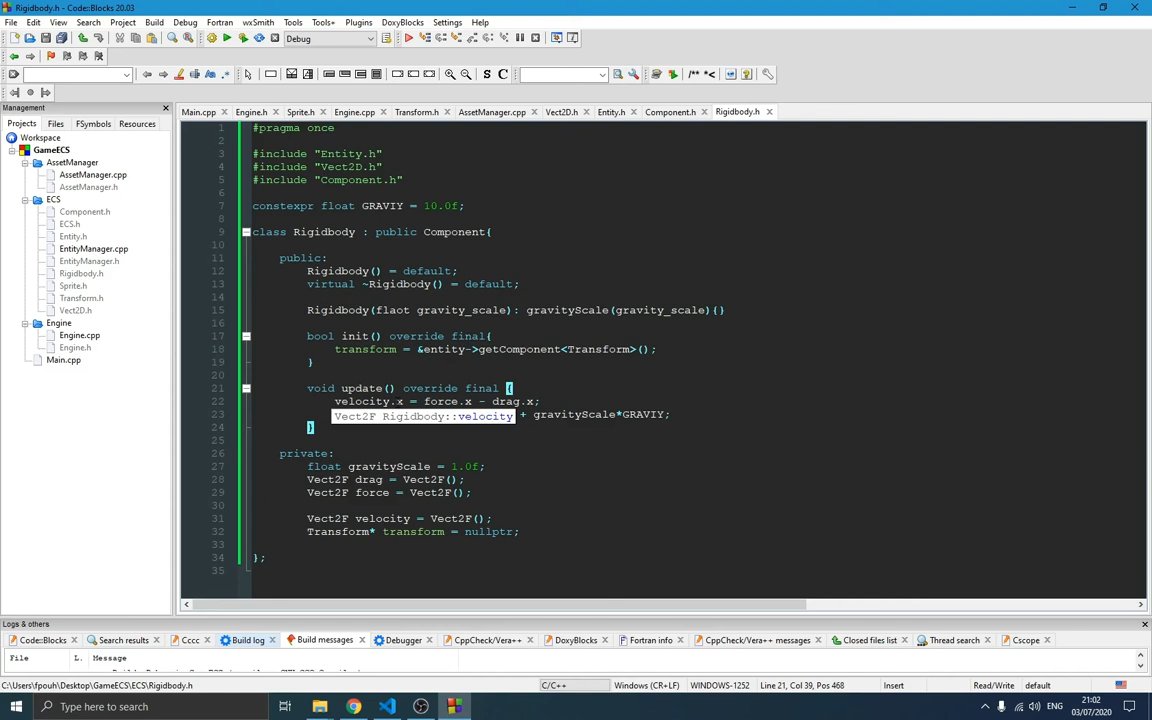 Rigidbody.h - Code::Blocks 20.03
File Edit View Search Project Build Debug Fortran wxSmith Tools Tools+ Plugins DoxyBlocks Settings Help
Debug
/** *<
S C
Management
Projects Files FSymbols Resources
Main.cpp Engine.h Sprite.h Engine.cpp Transform.h AssetManager.cpp Vect2D.h Entity.h Component.h Rigidbody.h
Workspace
GameECS
AssetManager
AssetManager.cpp
AssetManager.h
ECS
Component.h
ECS.h
Entity.h
EntityManager.cpp
EntityManager.h
Rigidbody.h
Sprite.h
Transform.h
Vect2D.h
Engine
Engine.cpp
Engine.h
Main.cpp
1 #pragma once
2
3 #include "Entity.h"
4 #include "Vect2D.h"
5 #include "Component.h"
6
7 constexpr float GRAVIY = 10.0f;
8
9 class Rigidbody : public Component{
10
11 public:
12 Rigidbody() = default;
13 virtual ~Rigidbody() = default;
14
15 Rigidbody(flaot gravity_scale): gravityScale(gravity_scale){}
16
17 bool init() override final{
18 transform = &entity->getComponent<Transform>();
19 }
20
21 void update() override final {
22 velocity.x = force.x - drag.x;
23 Vect2F Rigidbody::velocity + gravityScale*GRAVIY;
24 }
25
26 private:
27 float gravityScale = 1.0f;
28 Vect2F drag = Vect2F();
29 Vect2F force = Vect2F();
30
31 Vect2F velocity = Vect2F();
32 Transform* transform = nullptr;
33
34 };
35
Logs & others
Code::Blocks Search results Cccc Build log Build messages Debugger CppCheck/Vera++ DoxyBlocks Fortran info CppCheck/Vera++ messages Closed files list Thread search Cscope
File L. Message
C:\Users\fpouh\Desktop\GameECS\ECS\Rigidbody.h C/C++ Windows (CR+LF) WINDOWS-1252 Line 21, Col 39, Pos 468 Insert Read/Write default
Type here to search
ENG
21:02
03/07/2020